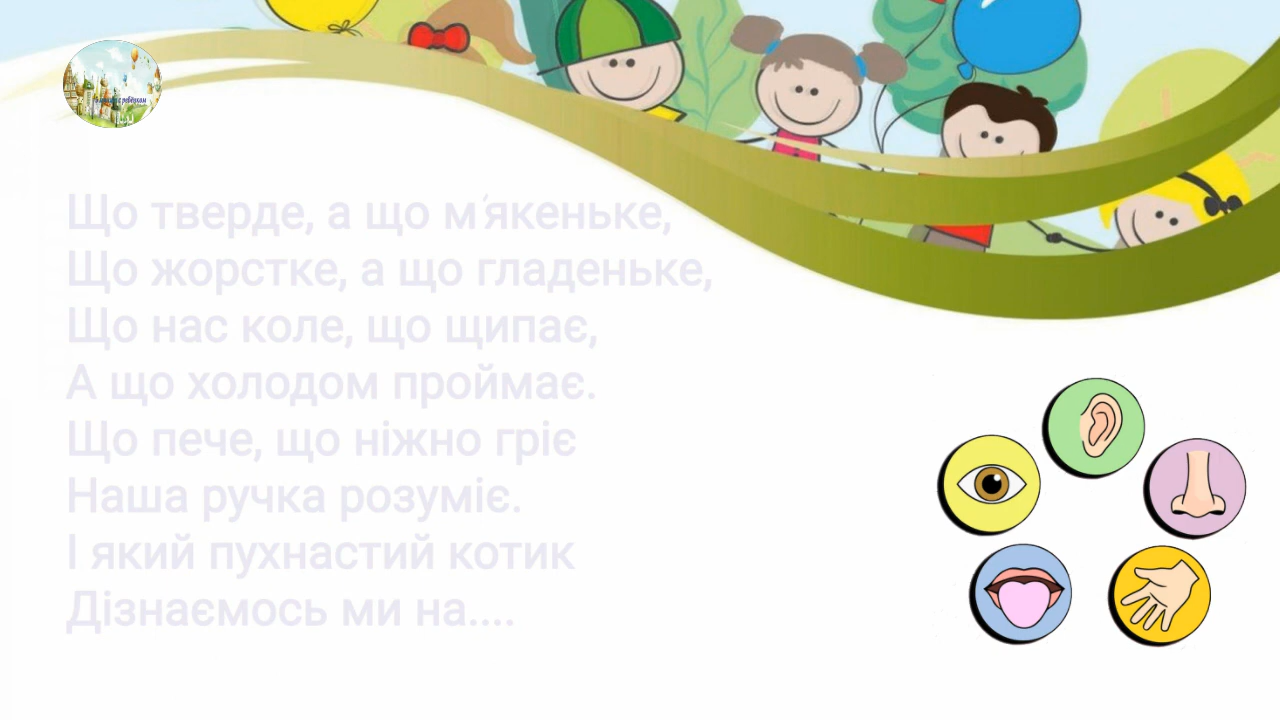 Що тверде, а що м'якеньке,
Що жорстке, а що гладеньке,
Що нас коле, що щипає,
А що холодом проймає.
Що пече, що ніжно гріє
Наша ручка розуміє.
І який пухнастий котик
Дізнаємось ми на....